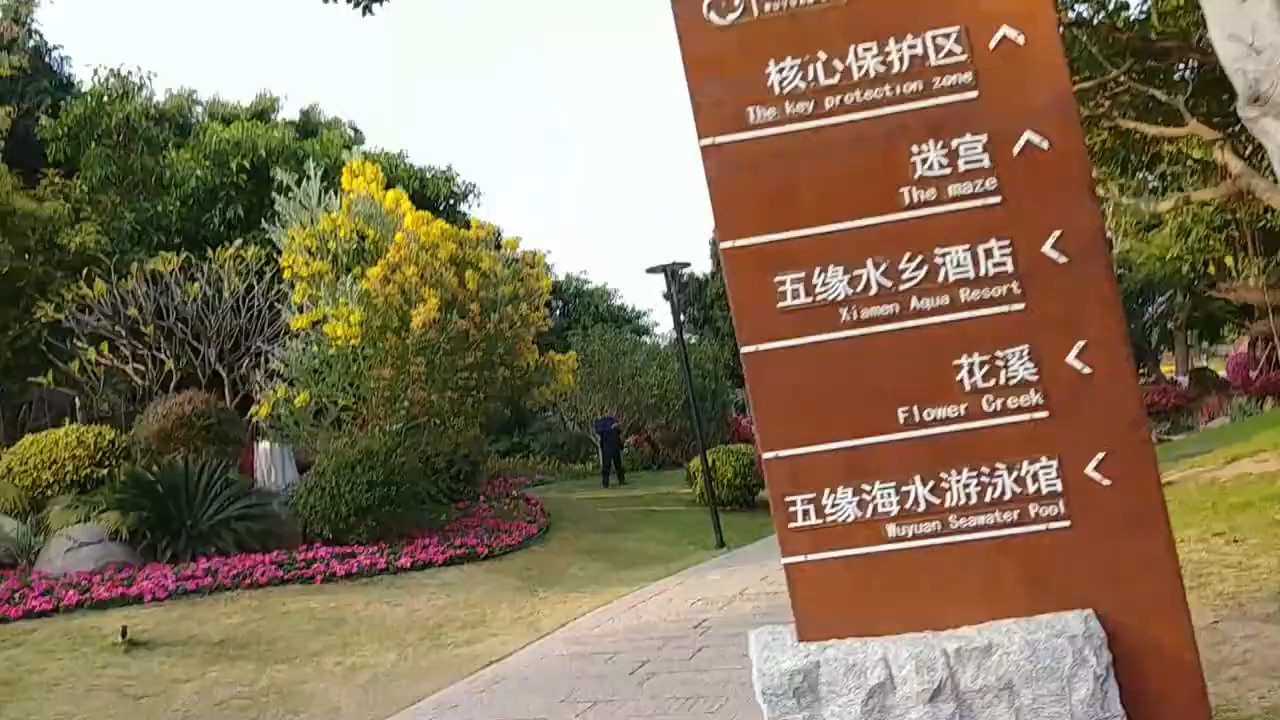 核心保护区
The key protection zone
迷宫
The maze
五缘水乡酒店
Xiamen Aqua Resort
花溪
Flower Creek
五缘海水游泳馆
Wuyuan Seawater Pool